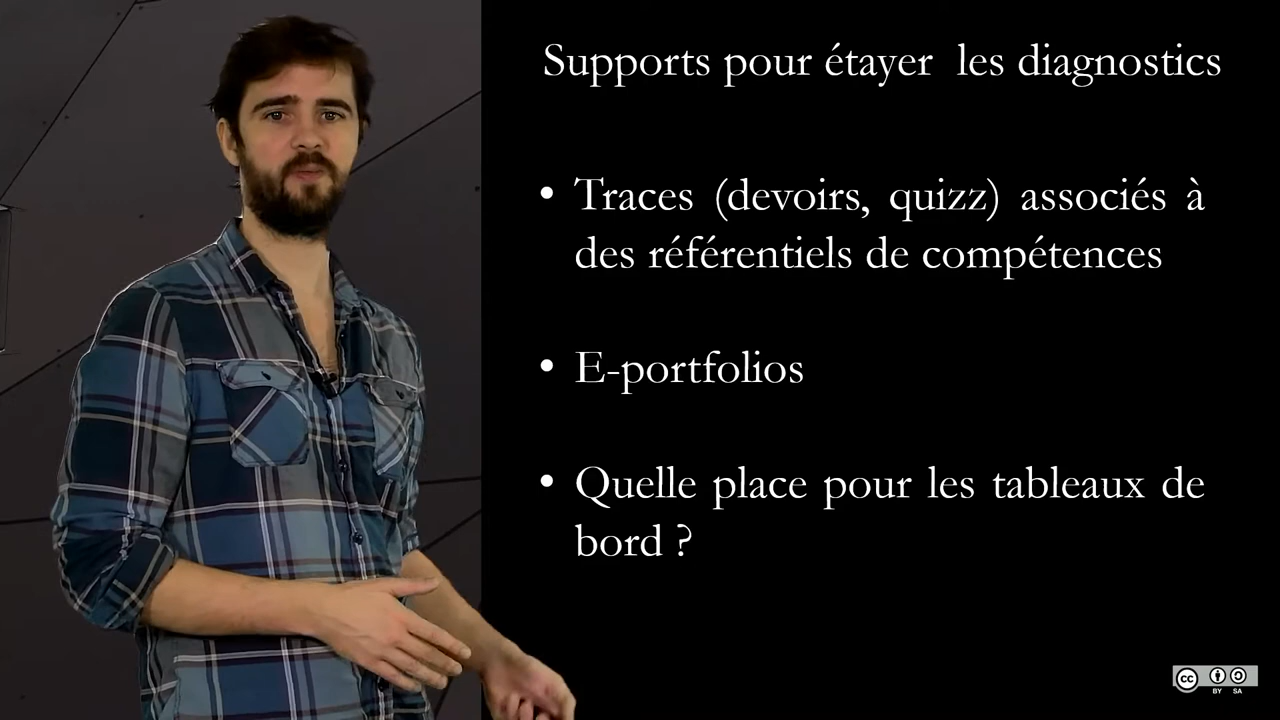 Supports pour étayer les diagnostics
• Traces (devoirs, quizz) associés à
des référentiels de compétences
• E-portfolios
• Quelle place pour les tableaux de
bord ?
cc
BY SA